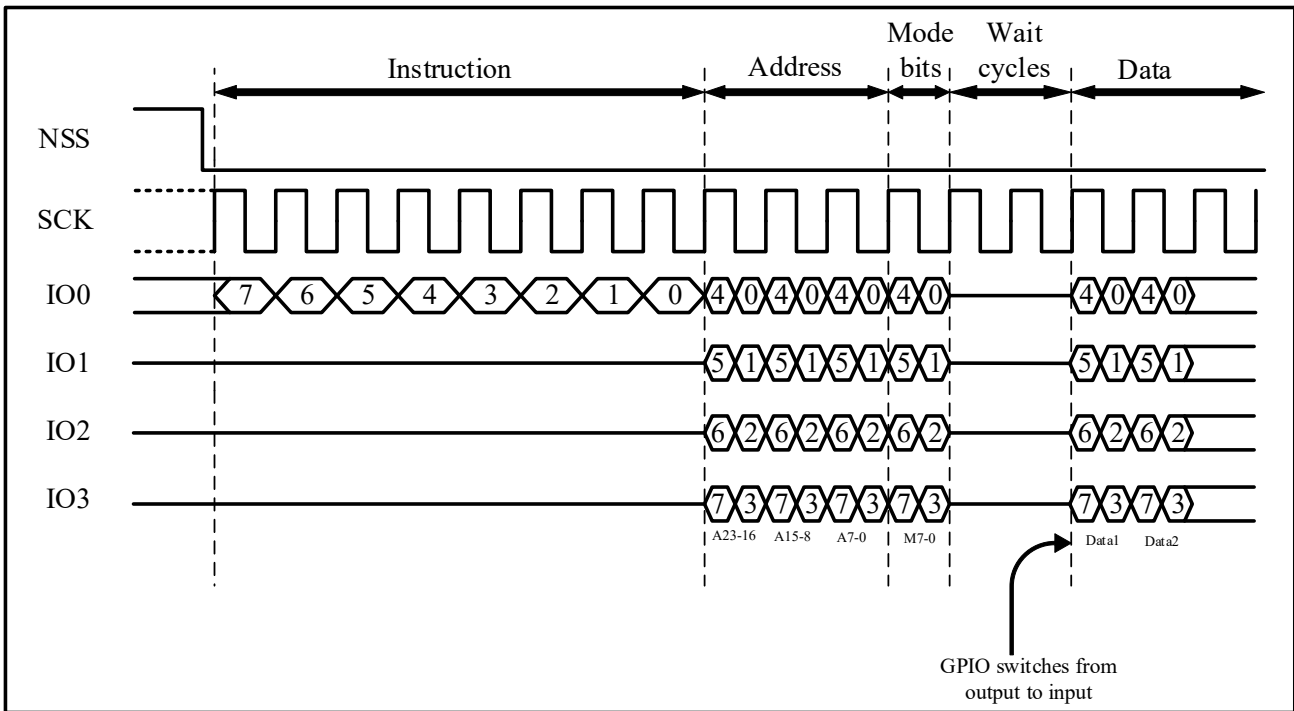 Mode Wait
Instruction Address bits cycles Data
NSS
SCK
IO0 7 6 5 4 3 2 1 0 4 0 4 0 4 0 4 0 4 0 4 0
IO1 5 1 5 1 5 1 5 1 5 1 5 1
IO2 6 2 6 2 6 2 6 2 6 2 6 2
IO3 7 3 7 3 7 3 7 3 7 3 7 3
A23-16 A15-8 A7-0 M7-0 Data1 Data2
GPIO switches from
output to input